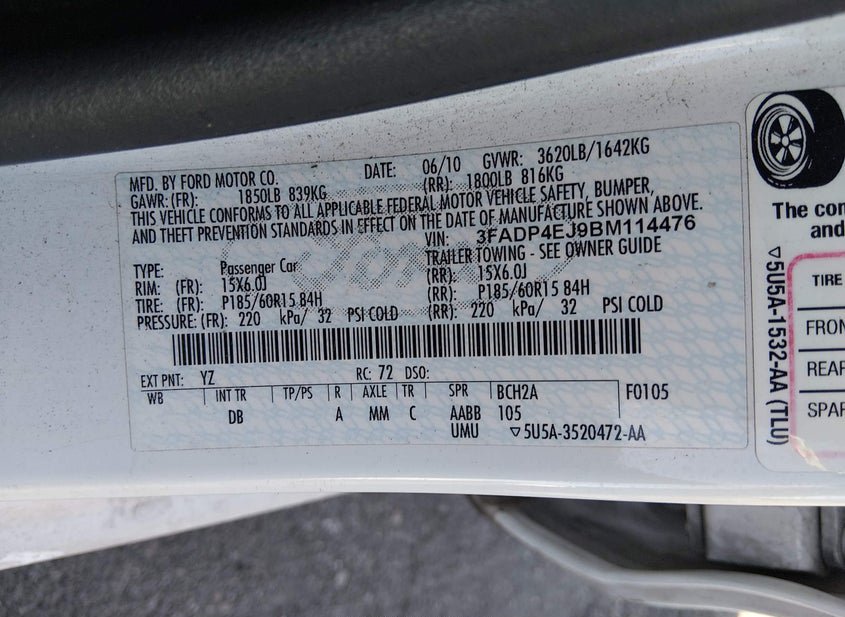 MFD. BY FORD MOTOR CO. DATE: 06/10 GVWR: 3620LB/1642KG
GAWR:(FR): 1850LB 839KG (RR): 1800LB 816KG
THIS VEHICLE CONFORMS TO ALL APPLICABLE FEDERAL MOTOR VEHICLE SAFETY, BUMPER,
AND THEFT PREVENTION STANDARDS IN EFFECT ON THE DATE OF MANUFACTURE SHOWN ABOVE.
VIN: 3FADP4EJ9BM114476
TYPE: Passenger Car TRAILER TOWING - SEE OWNER GUIDE
RIM: (FR): 15X6.0J (RR): 15X6.0J
TIRE: (FR): P185/60R15 84H (RR): P185/60R15 84H
PRESSURE: (FR): 220 kPa/ 32 PSI COLD (RR): 220 kPa/ 32 PSI COLD
EXT PNT: YZ RC: 72 DSO:
WB INT TR TP/PS R AXLE TR SPR BCH2A F0105
DB A MM C AABB 105
UMU ▽5U5A-3520472-AA
▽5U5A-1532-AA (TLU)
The
and
TIRE
SPAR